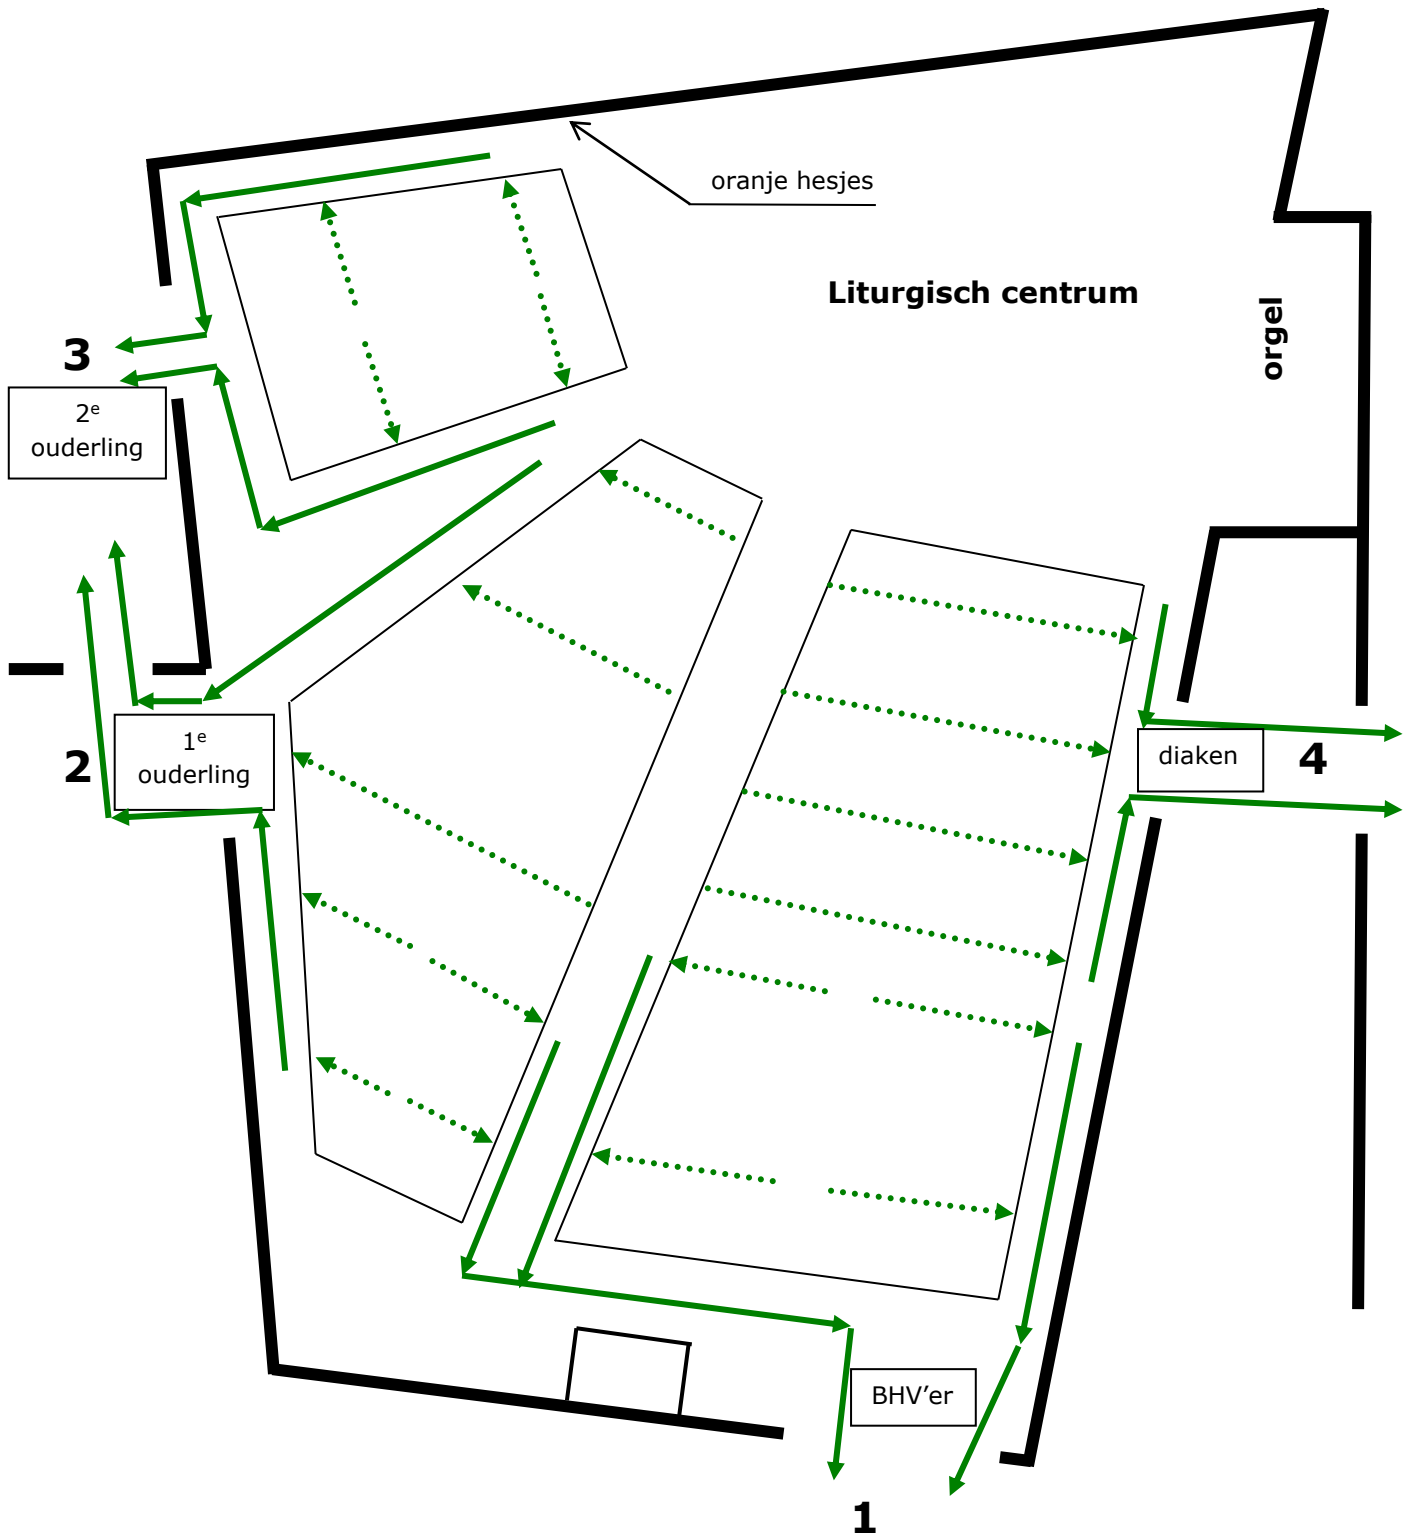 oranje hesjes
Liturgisch centrum
orgel
3
2e
ouderling
1e
ouderling
2
diaken
4
BHV'er
1